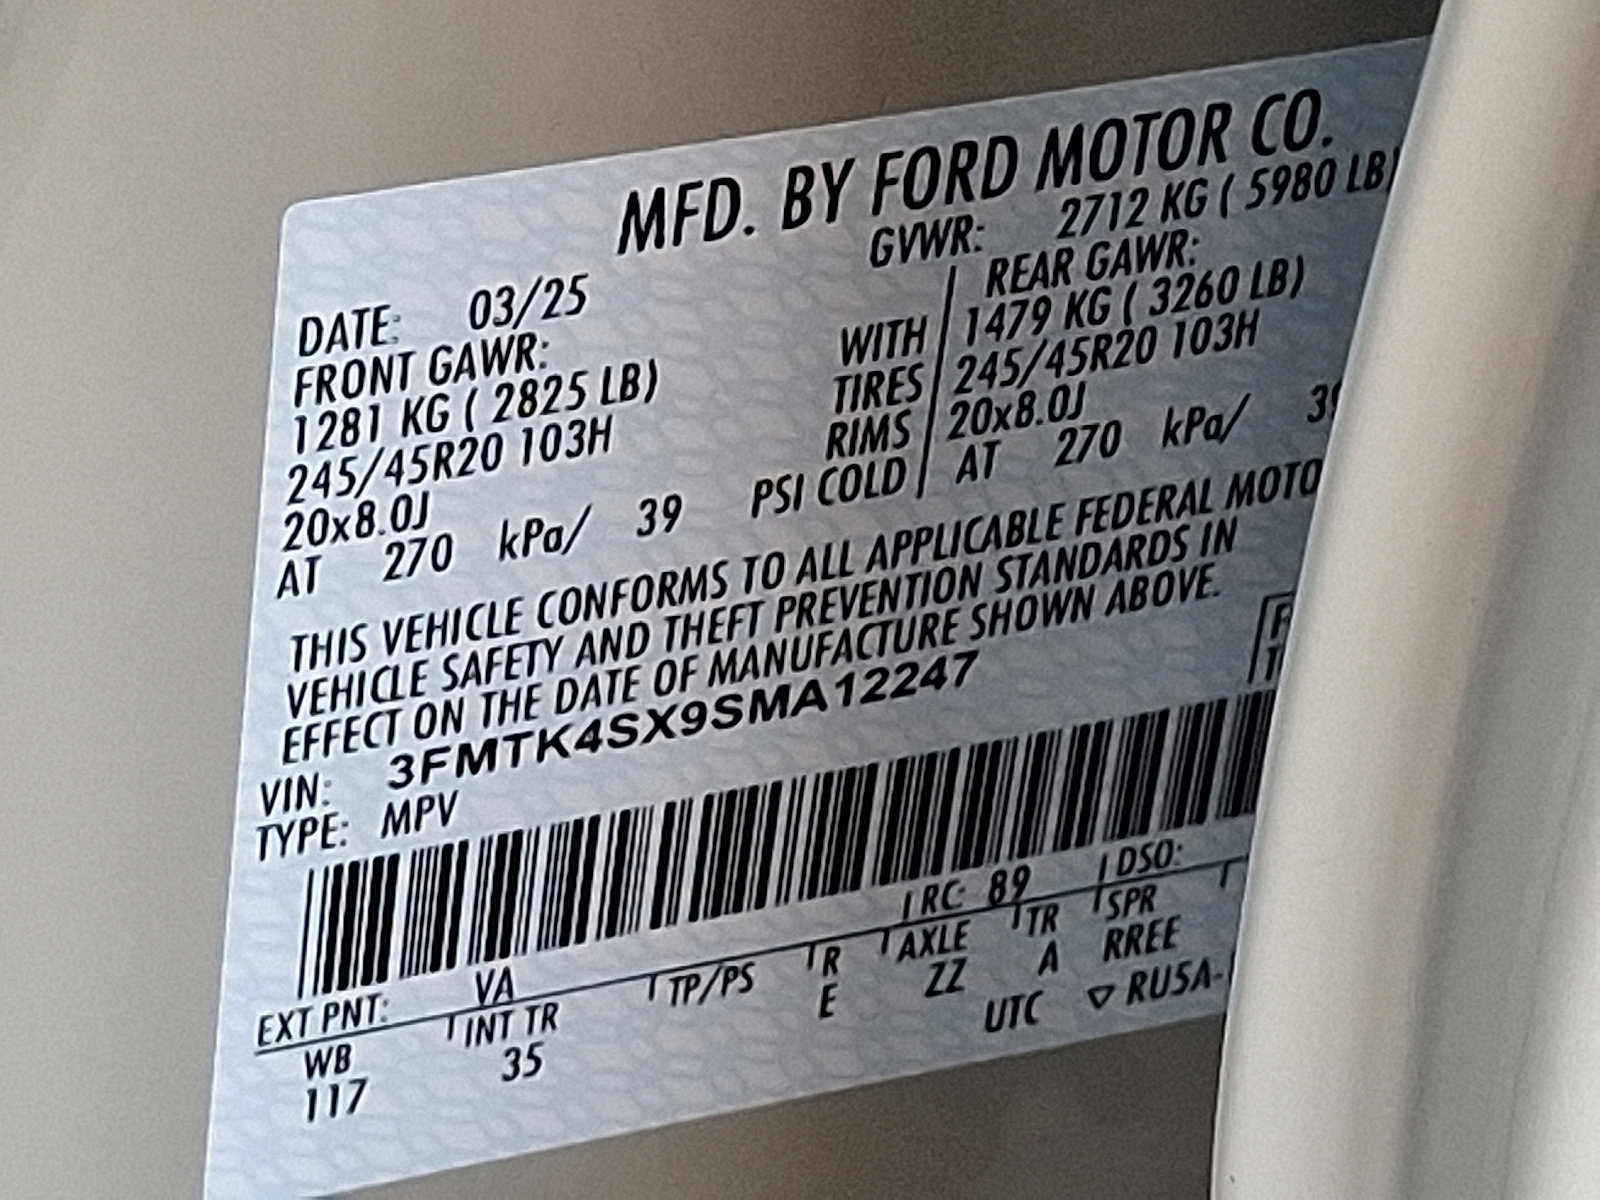 MFD. BY FORD MOTOR CO.
DATE: 03/25 GVWR: 2712 KG ( 5980 LB)
FRONT GAWR: REAR GAWR:
1281 KG ( 2825 LB) WITH 1479 KG ( 3260 LB)
245/45R20 103H TIRES 245/45R20 103H
20x8.0J RIMS 20x8.0J
AT 270 kPa/ 39 PSI COLD AT 270 kPa/
THIS VEHICLE CONFORMS TO ALL APPLICABLE FEDERAL MOTO
VEHICLE SAFETY AND THEFT PREVENTION STANDARDS IN
EFFECT ON THE DATE OF MANUFACTURE SHOWN ABOVE.
VIN: 3FMTK4SX9SMA12247
TYPE: MPV
EXT PNT: VA RC: 89 DSO:
WB INT TR TP/PS R AXLE TR SPR
117 35 E ZZ A RREE
UTC ▽ RU5A-